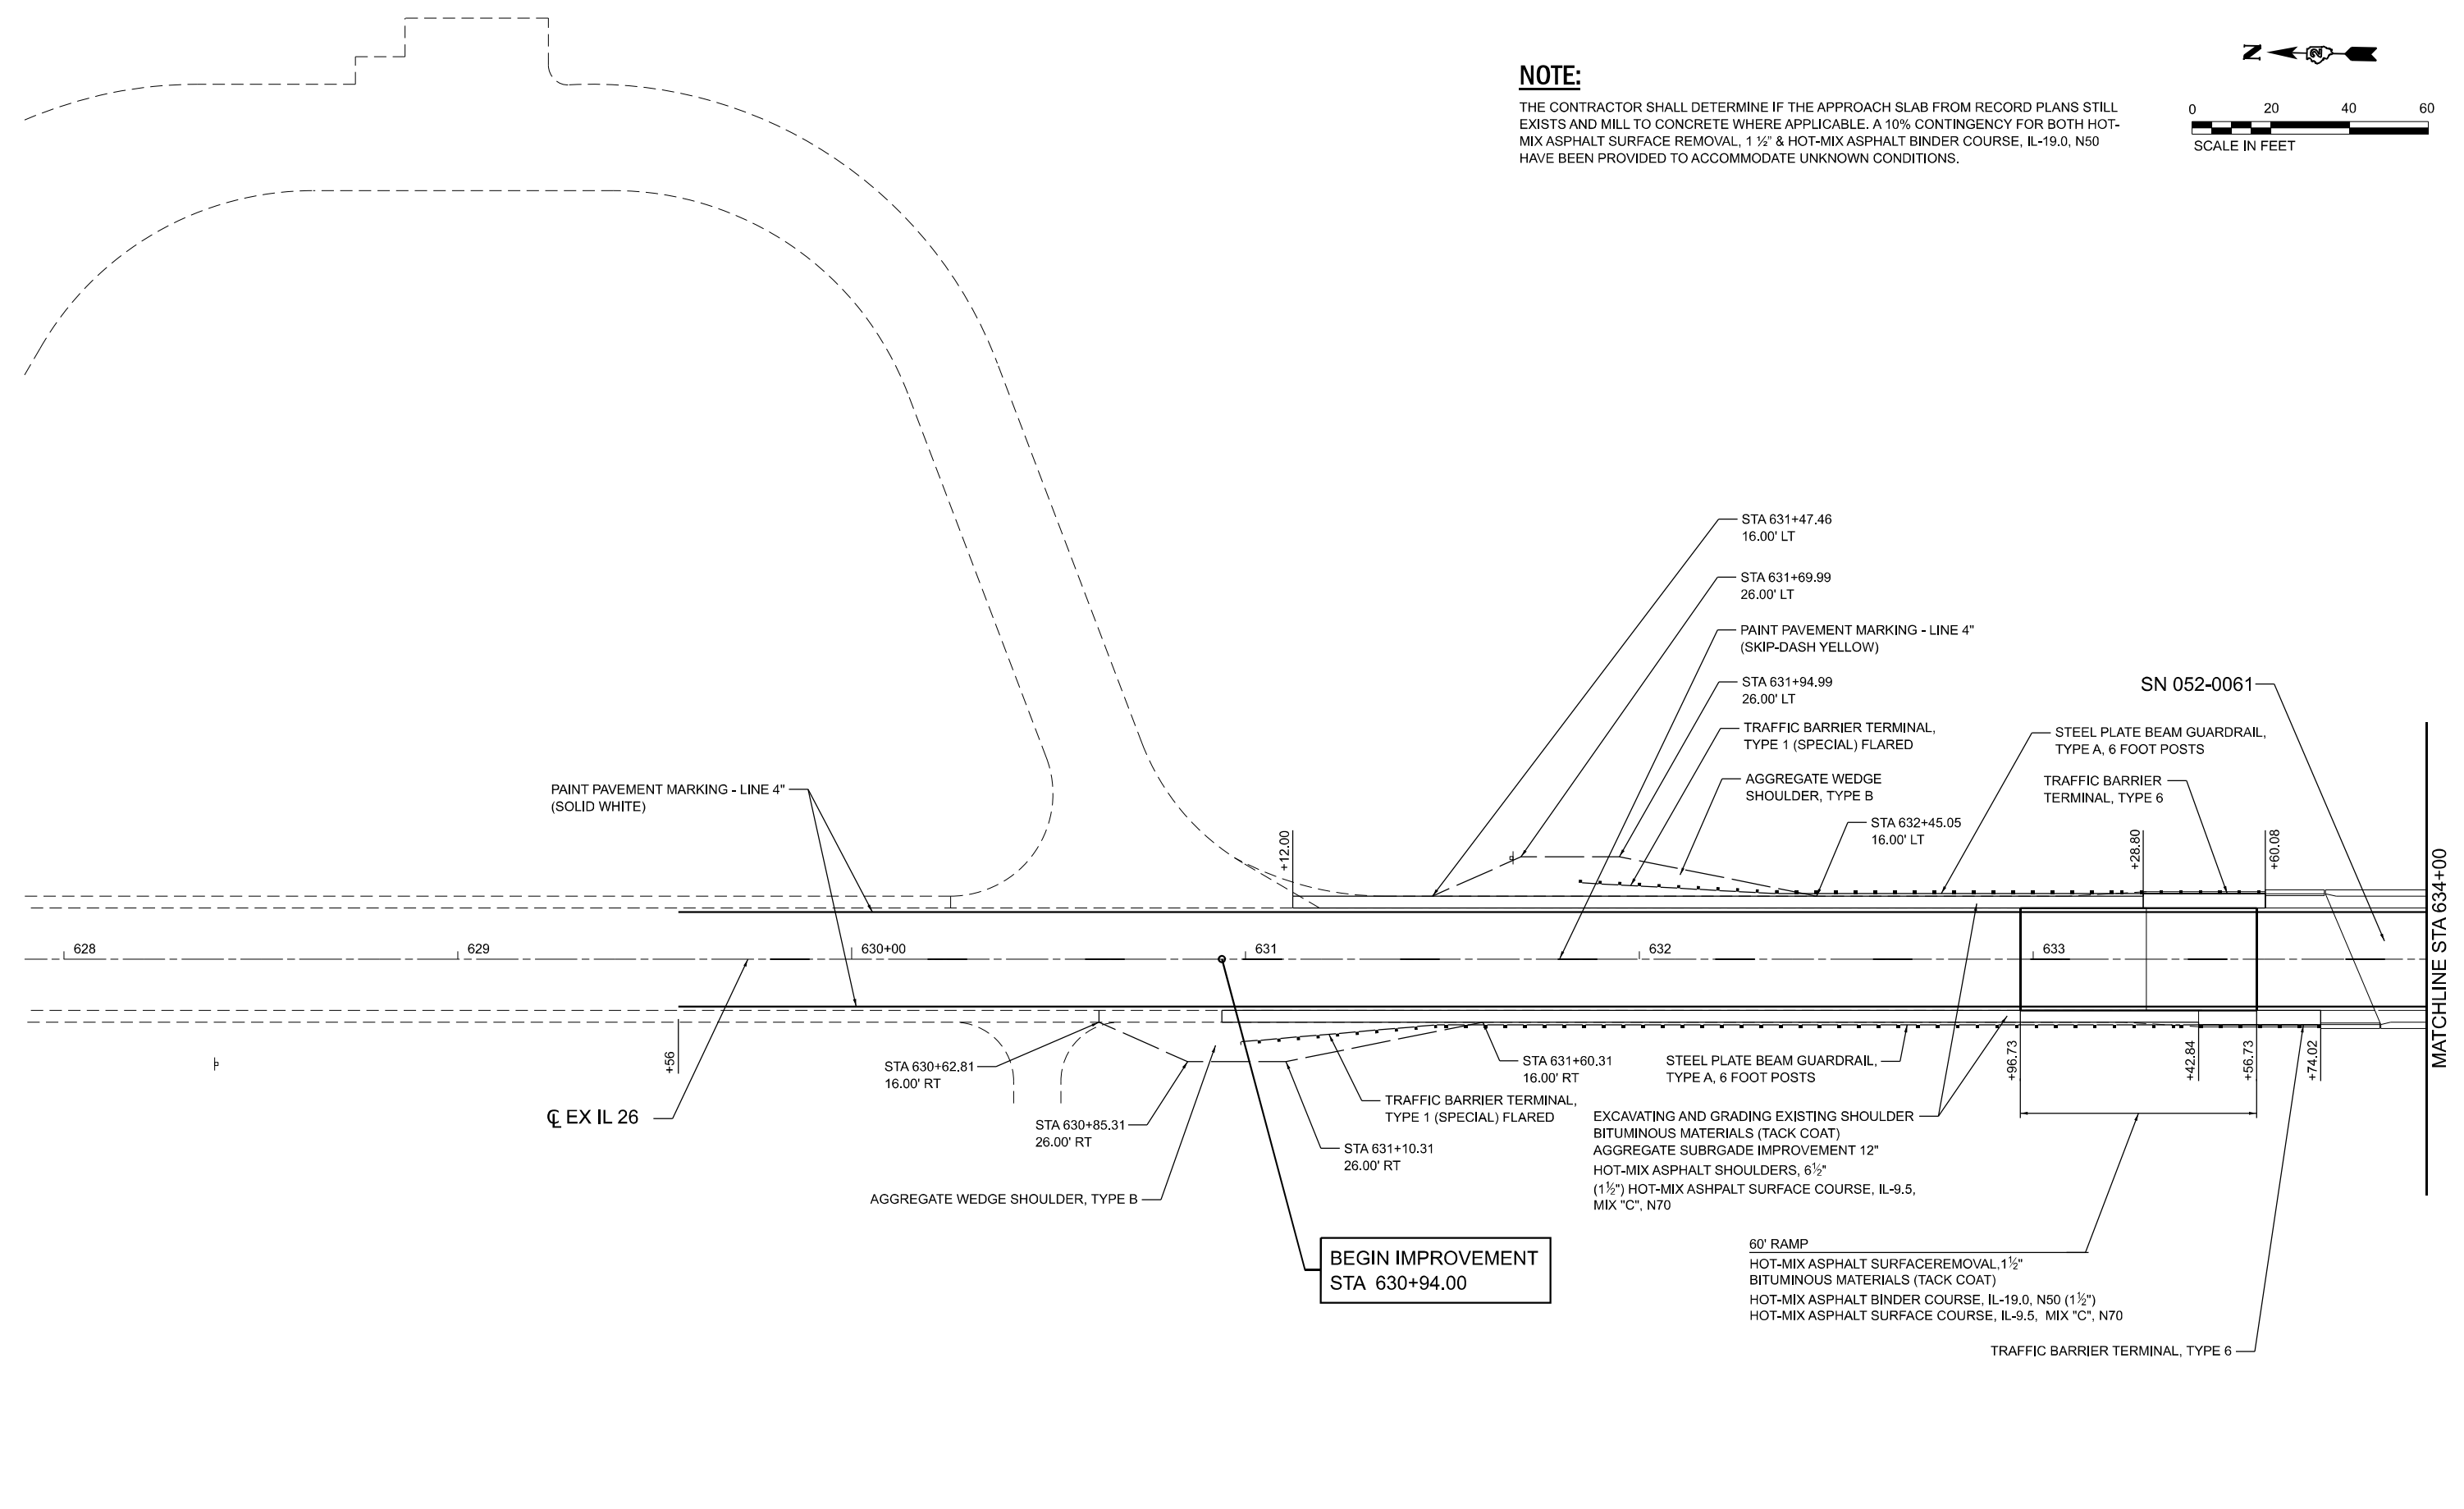 NOTE:
THE CONTRACTOR SHALL DETERMINE IF THE APPROACH SLAB FROM RECORD PLANS STILL
EXISTS AND MILL TO CONCRETE WHERE APPLICABLE. A 10% CONTINGENCY FOR BOTH HOT-
MIX ASPHALT SURFACE REMOVAL, 1 ½" & HOT-MIX ASPHALT BINDER COURSE, IL-19.0, N50
HAVE BEEN PROVIDED TO ACCOMMODATE UNKNOWN CONDITIONS.
N
0 20 40 60
SCALE IN FEET
STA 631+47.46
16.00' LT
STA 631+69.99
26.00' LT
PAINT PAVEMENT MARKING - LINE 4"
(SKIP-DASH YELLOW)
STA 631+94.99
26.00' LT
TRAFFIC BARRIER TERMINAL,
TYPE 1 (SPECIAL) FLARED
AGGREGATE WEDGE
SHOULDER, TYPE B
STA 632+45.05
16.00' LT
SN 052-0061
STEEL PLATE BEAM GUARDRAIL,
TYPE A, 6 FOOT POSTS
TRAFFIC BARRIER
TERMINAL, TYPE 6
PAINT PAVEMENT MARKING - LINE 4"
(SOLID WHITE)
+12.00
+28.80
+60.08
MATCHLINE STA 634+00
628
629
630+00
631
632
633
+56
℄ EX IL 26
STA 630+62.81
16.00' RT
STA 630+85.31
26.00' RT
AGGREGATE WEDGE SHOULDER, TYPE B
STA 631+10.31
26.00' RT
TRAFFIC BARRIER TERMINAL,
TYPE 1 (SPECIAL) FLARED
STA 631+60.31
16.00' RT
STEEL PLATE BEAM GUARDRAIL,
TYPE A, 6 FOOT POSTS
+96.73
+42.84
+56.73
+74.02
EXCAVATING AND GRADING EXISTING SHOULDER
BITUMINOUS MATERIALS (TACK COAT)
AGGREGATE SUBRGADE IMPROVEMENT 12"
HOT-MIX ASPHALT SHOULDERS, 6½"
(1½") HOT-MIX ASHPALT SURFACE COURSE, IL-9.5,
MIX "C", N70
BEGIN IMPROVEMENT
STA 630+94.00
60' RAMP
HOT-MIX ASPHALT SURFACEREMOVAL,1½"
BITUMINOUS MATERIALS (TACK COAT)
HOT-MIX ASPHALT BINDER COURSE, IL-19.0, N50 (1½")
HOT-MIX ASPHALT SURFACE COURSE, IL-9.5, MIX "C", N70
TRAFFIC BARRIER TERMINAL, TYPE 6